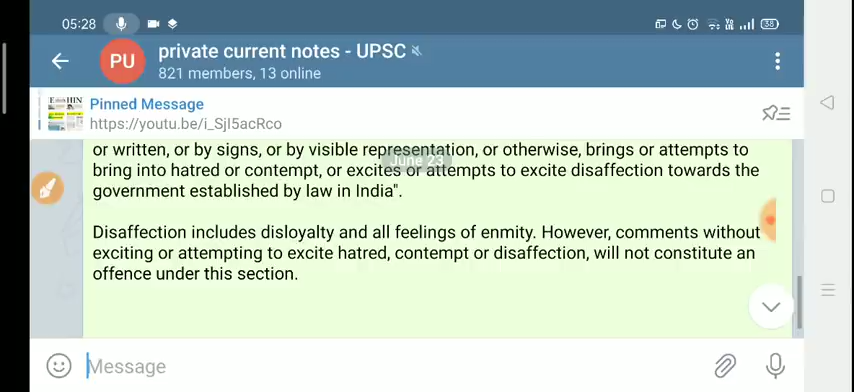 05:28
38
private current notes - UPSC
PU
821 members, 13 online
Pinned Message
https://youtu.be/i_SjI5acRco
or written, or by signs, or by visible representation, or otherwise, brings or attempts to
June 23
bring into hatred or contempt, or excites or attempts to excite disaffection towards the
government established by law in India".
Disaffection includes disloyalty and all feelings of enmity. However, comments without
exciting or attempting to excite hatred, contempt or disaffection, will not constitute an
offence under this section.
Message